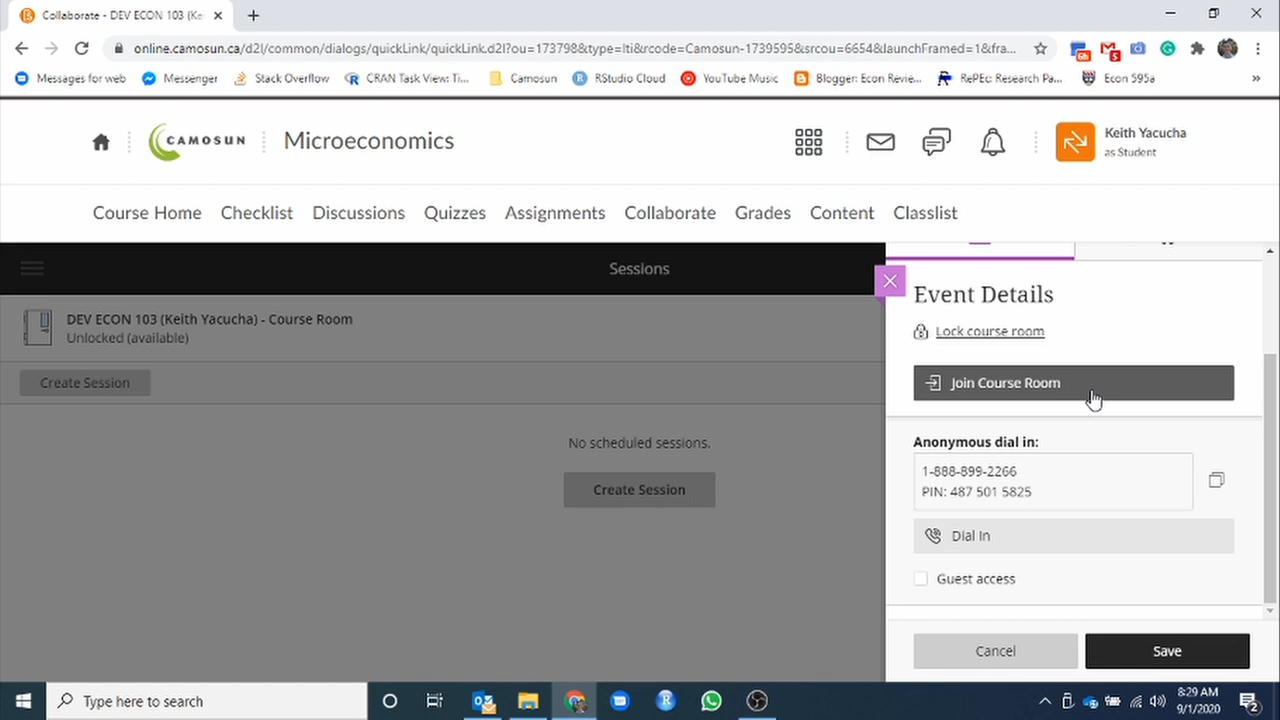 Collaborate - DEV ECON 103 (Ke
online.camosun.ca/d2l/common/dialogs/quickLink/quickLink.d2l?ou=173798&type=lti&rcode=Camosun-1739595&srcou=6654&launchFramed=1&fra...
6h
5
Messages for web
Messenger
Stack Overflow
CRAN Task View: Ti...
Camosun
RStudio Cloud
YouTube Music
Blogger: Econ Revie...
RePEc: Research Pa...
Econ 595a
»
CAMOSUN
Microeconomics
Keith Yacucha
as Student
Course Home
Checklist
Discussions
Quizzes
Assignments
Collaborate
Grades
Content
Classlist
Sessions
DEV ECON 103 (Keith Yacucha) - Course Room
Unlocked (available)
Create Session
No scheduled sessions.
Create Session
Event Details
Lock course room
Join Course Room
Anonymous dial in:
1-888-899-2266
PIN: 487 501 5825
Dial In
Guest access
Cancel
Save
Type here to search
8:29 AM
9/1/2020
2